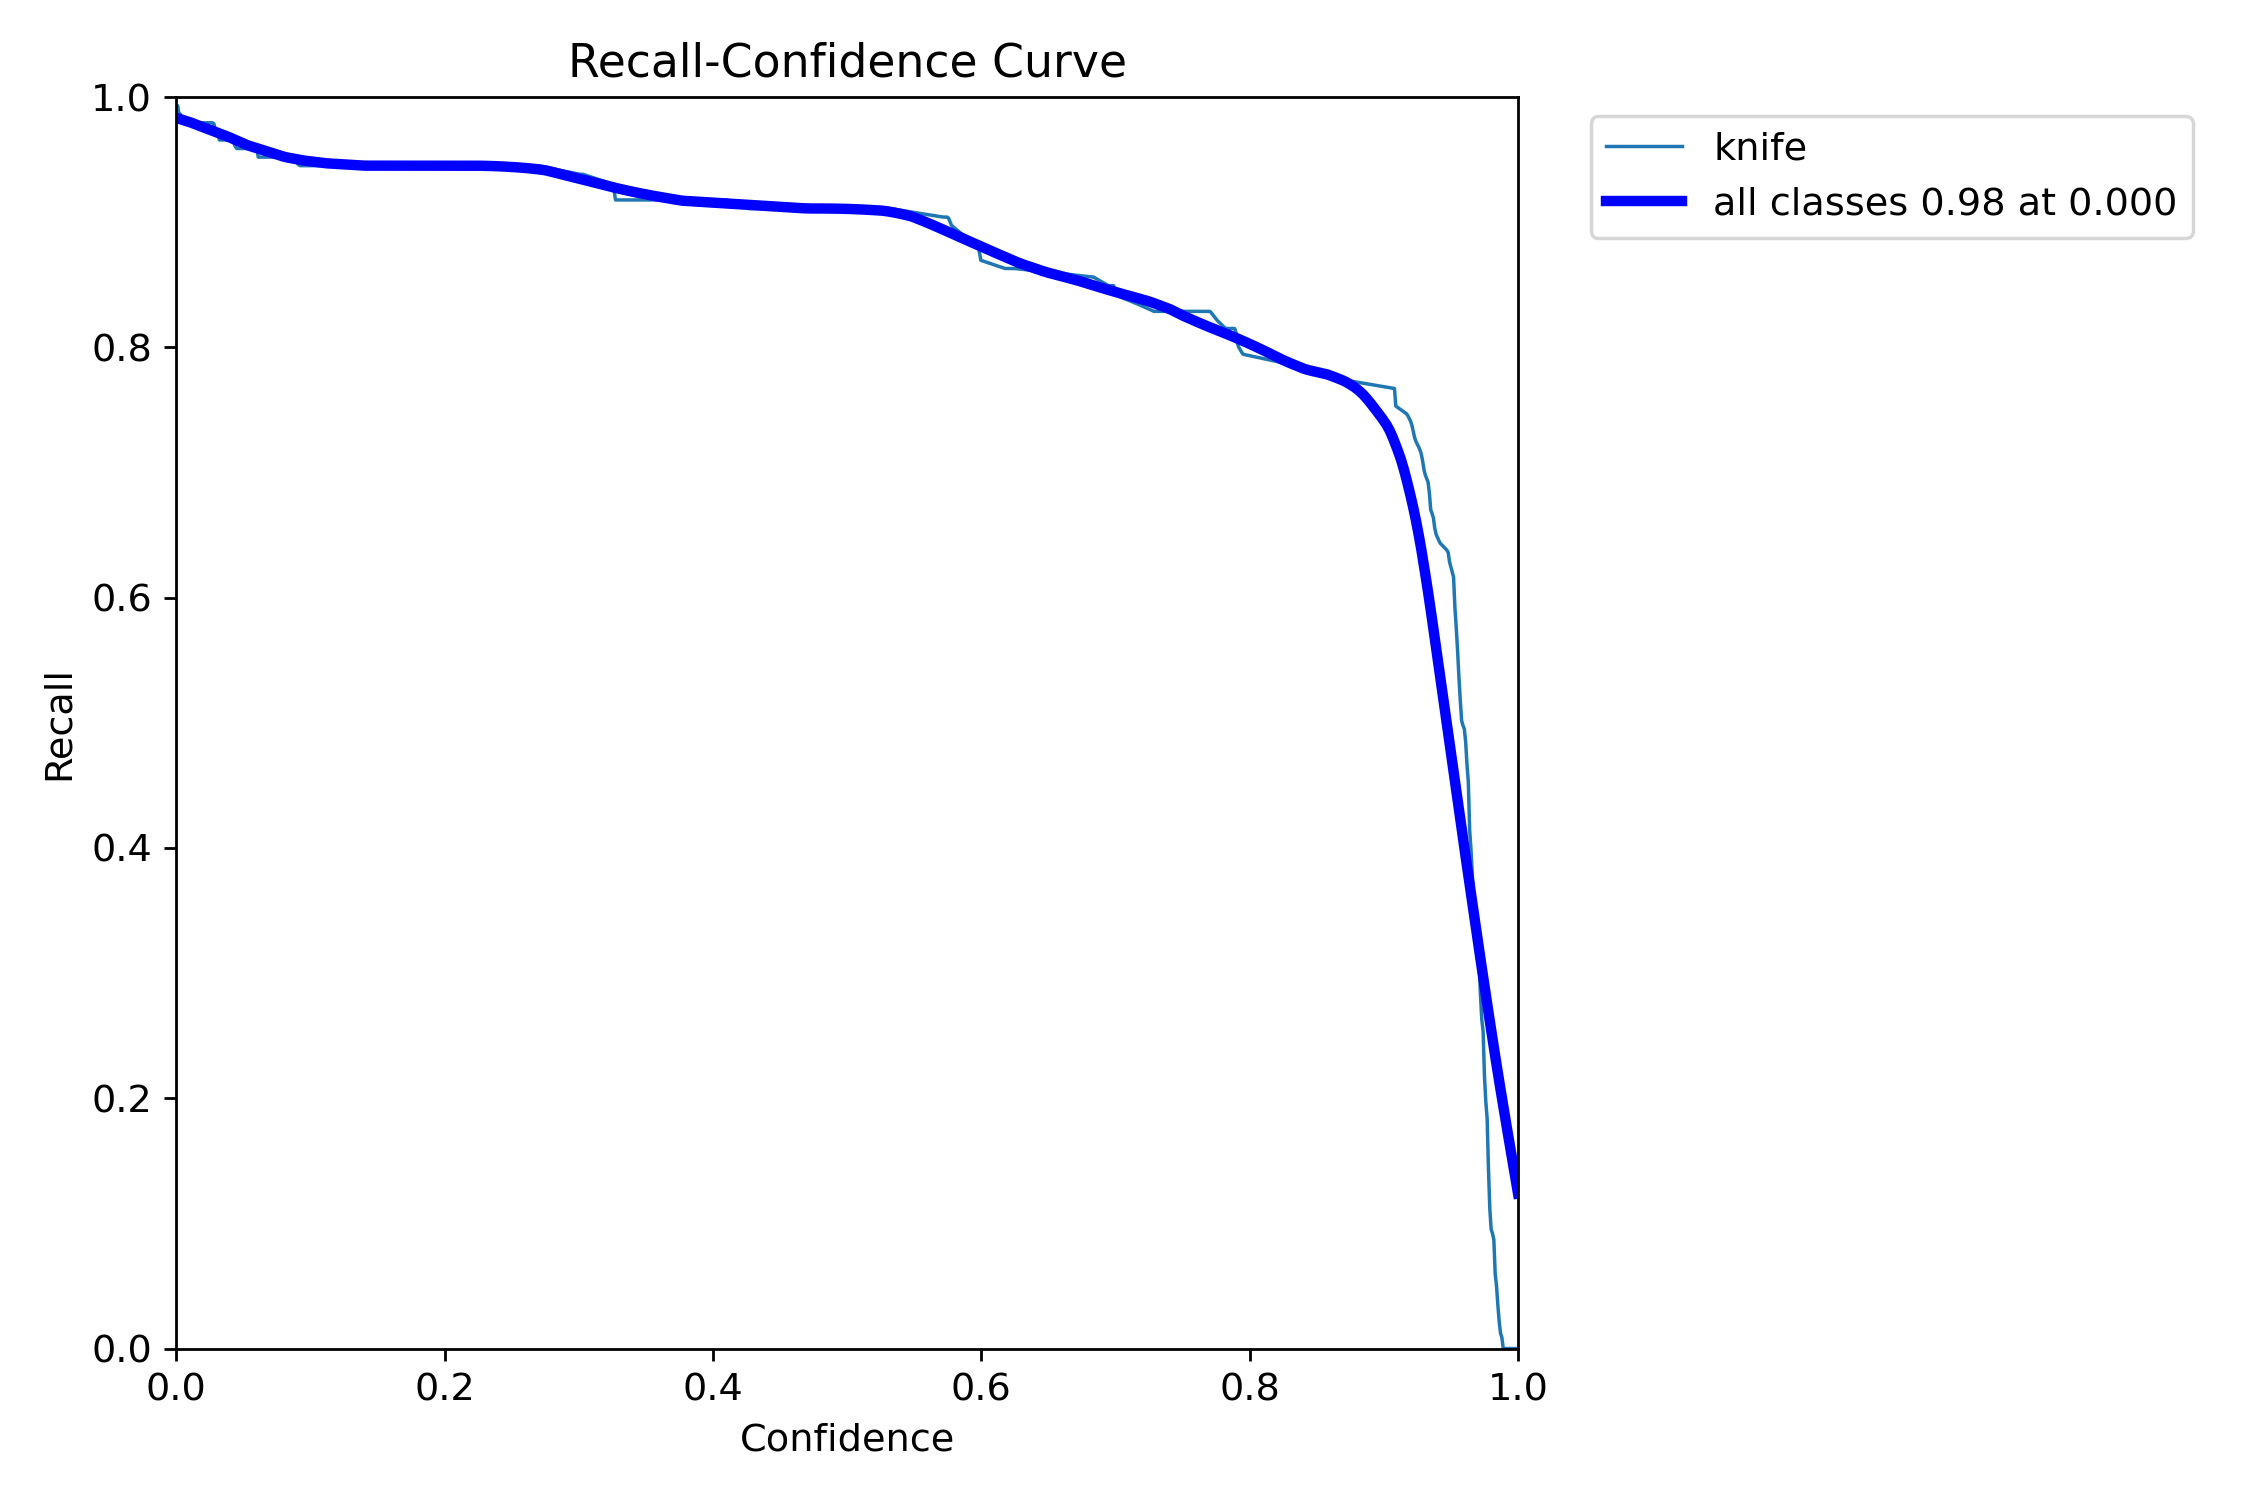 Recall-Confidence Curve
1.0
0.8
0.6
0.4
0.2
0.0
Recall
0.0 0.2 0.4 0.6 0.8 1.0
Confidence
knife
all classes 0.98 at 0.000